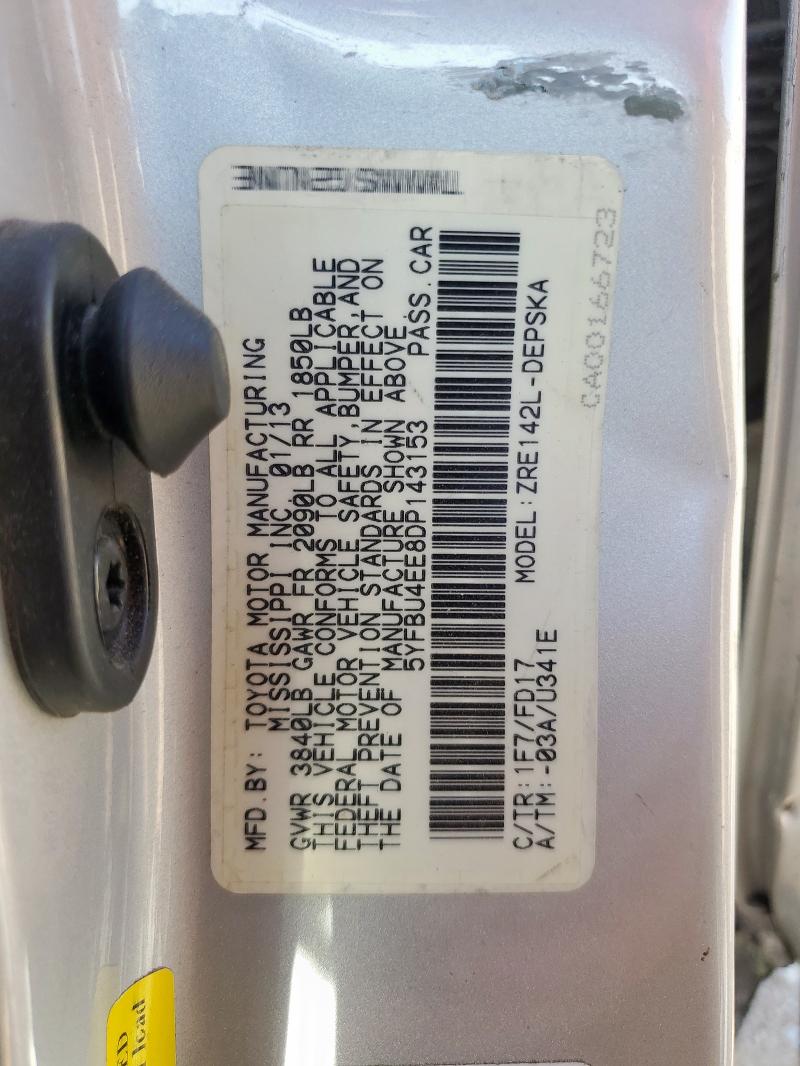 MFD.BY: TOYOTA MOTOR MANUFACTURING
MISSISSIPPI INC. 01/13
GVWR 3840LB GAWR FR 2090LB RR 1850LB
THIS VEHICLE CONFORMS TO ALL APPLICABLE
FEDERAL MOTOR VEHICLE SAFETY, BUMPER, AND
THEFT PREVENTION STANDARDS IN EFFECT ON
THE DATE OF MANUFACTURE SHOWN ABOVE.
5YFBU4EE8DP143153 PASS.CAR
C/TR:1F7/FD17 MODEL:ZRE142L-DEPSKA
A/TM:-03A/U341E
CA00166723
load